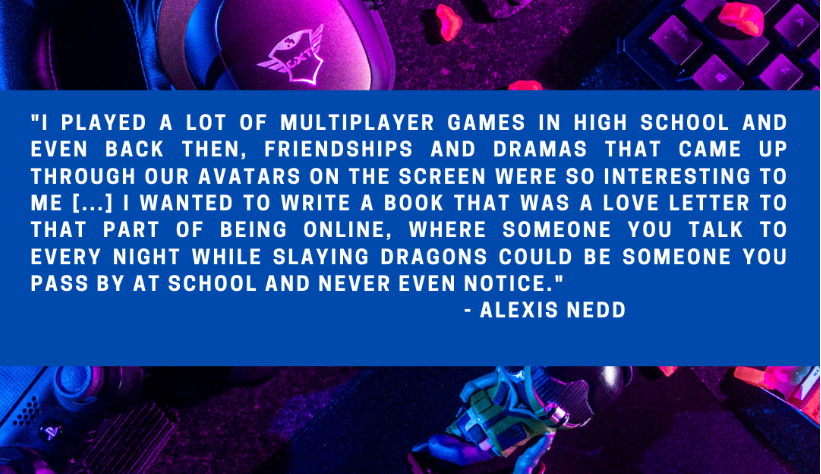 GXT
"I PLAYED A LOT OF MULTIPLAYER GAMES IN HIGH SCHOOL AND
EVEN BACK THEN, FRIENDSHIPS AND DRAMAS THAT CAME UP
THROUGH OUR AVATARS ON THE SCREEN WERE SO INTERESTING TO
ME [...] I WANTED TO WRITE A BOOK THAT WAS A LOVE LETTER TO
THAT PART OF BEING ONLINE, WHERE SOMEONE YOU TALK TO
EVERY NIGHT WHILE SLAYING DRAGONS COULD BE SOMEONE YOU
PASS BY AT SCHOOL AND NEVER EVEN NOTICE."
- ALEXIS NEDD